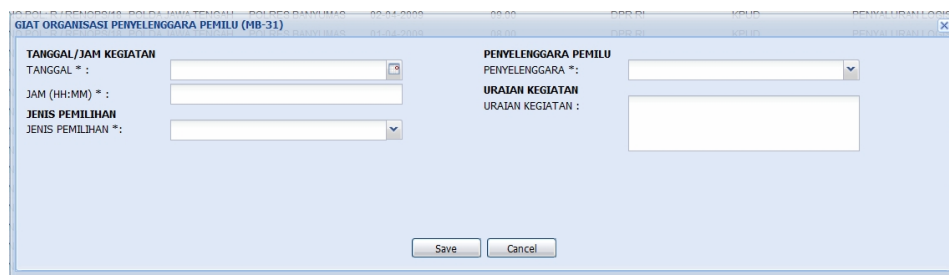 GIAT ORGANISASI PENYELENGGARA PEMILU (MB-31)
TANGGAL/JAM KEGIATAN
TANGGAL * :
JAM (HH:MM) * :
JENIS PEMILIHAN
JENIS PEMILIHAN *:
PENYELENGGARA PEMILU
PENYELENGGARA *:
URAIAN KEGIATAN
URAIAN KEGIATAN :
Save Cancel